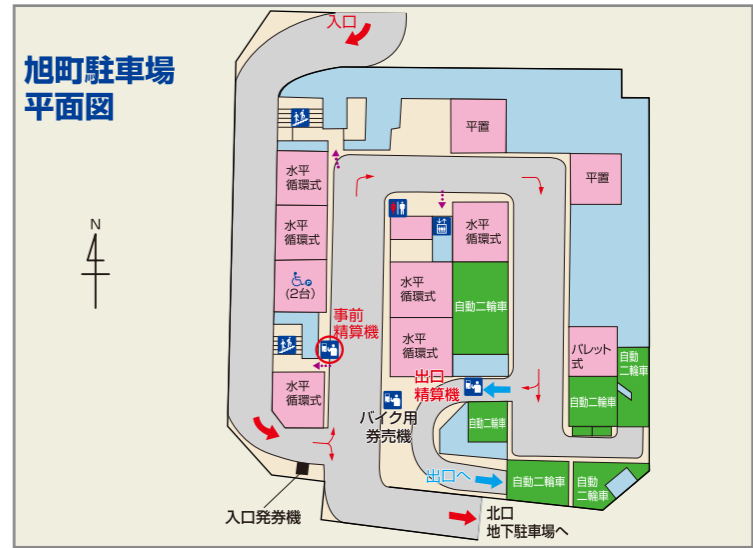 旭町駐車場
平面図
入口
平置
平置
水平
循環式
水平
循環式
水平
循環式
N
(2台)
水平
循環式
自動二輪車
事前
精算機
水平
循環式
パレット
式
自動
二輪車
出口
精算機
水平
循環式
自動二輪車
バイク用
券売機
自動二輪車
出口へ
自動二輪車
自動
二輪車
入口発券機
北口
地下駐車場へ